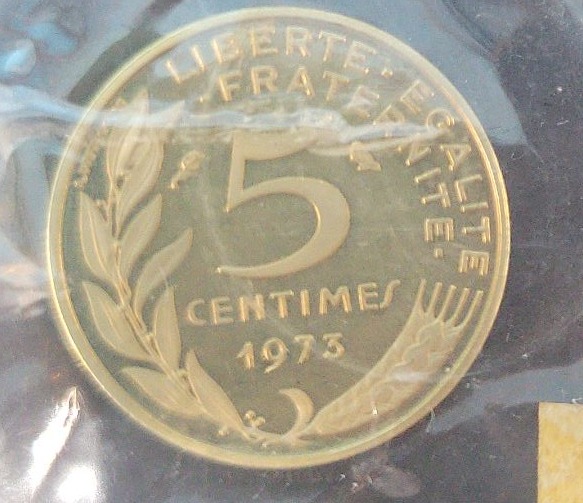 LIBERTE · EGALITE
FRATERNITE ·
5
CENTIMES
1973